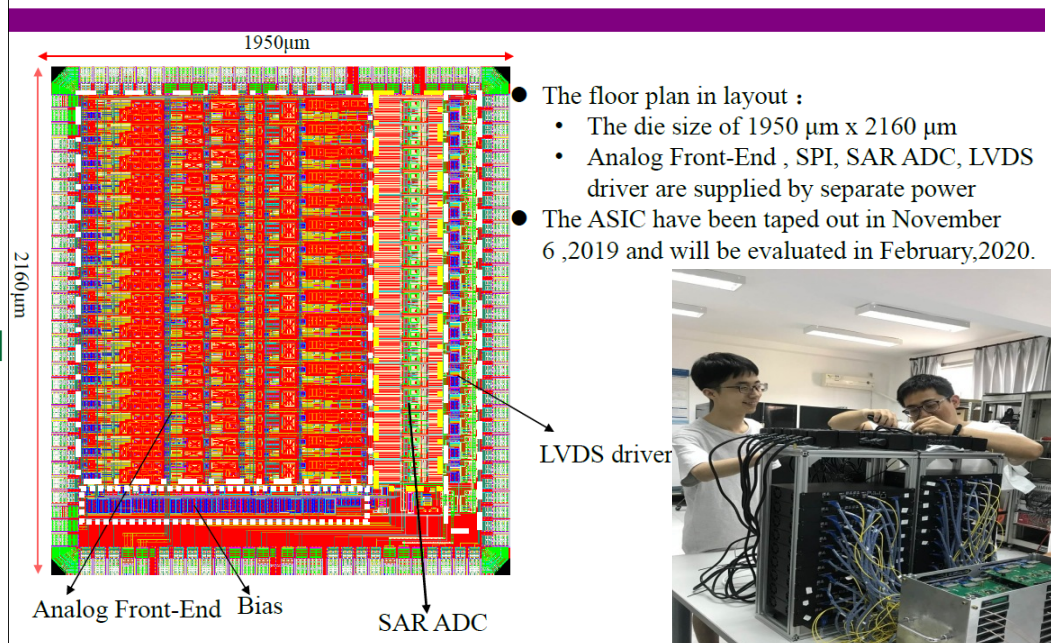 1950μm
2160μm
● The floor plan in layout：
• The die size of 1950 μm x 2160 μm
• Analog Front-End , SPI, SAR ADC, LVDS
driver are supplied by separate power
● The ASIC have been taped out in November
6 ,2019 and will be evaluated in February,2020.
LVDS driver
Analog Front-End
Bias
SAR ADC